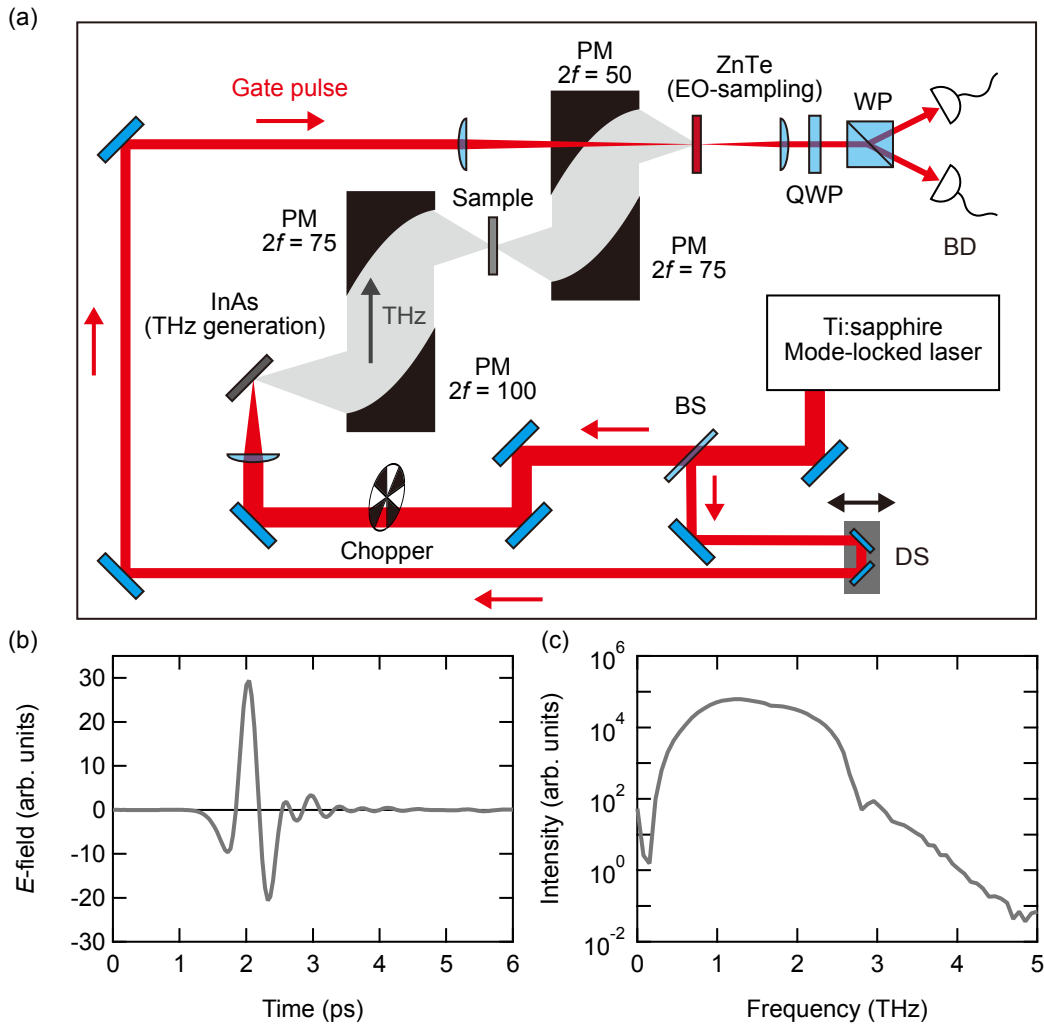 (a)
PM
2f = 50
ZnTe
(EO-sampling)
WP
Gate pulse
Sample
QWP
PM
2f = 75
PM
2f = 75
BD
InAs
(THz generation)
THz
Ti:sapphire
Mode-locked laser
PM
2f = 100
BS
Chopper
DS
(b)
30
20
10
0
-10
-20
-30
E-field (arb. units)
0 1 2 3 4 5 6
Time (ps)
(c)
10^6
10^4
10^2
10^0
10^-2
Intensity (arb. units)
0 1 2 3 4 5
Frequency (THz)